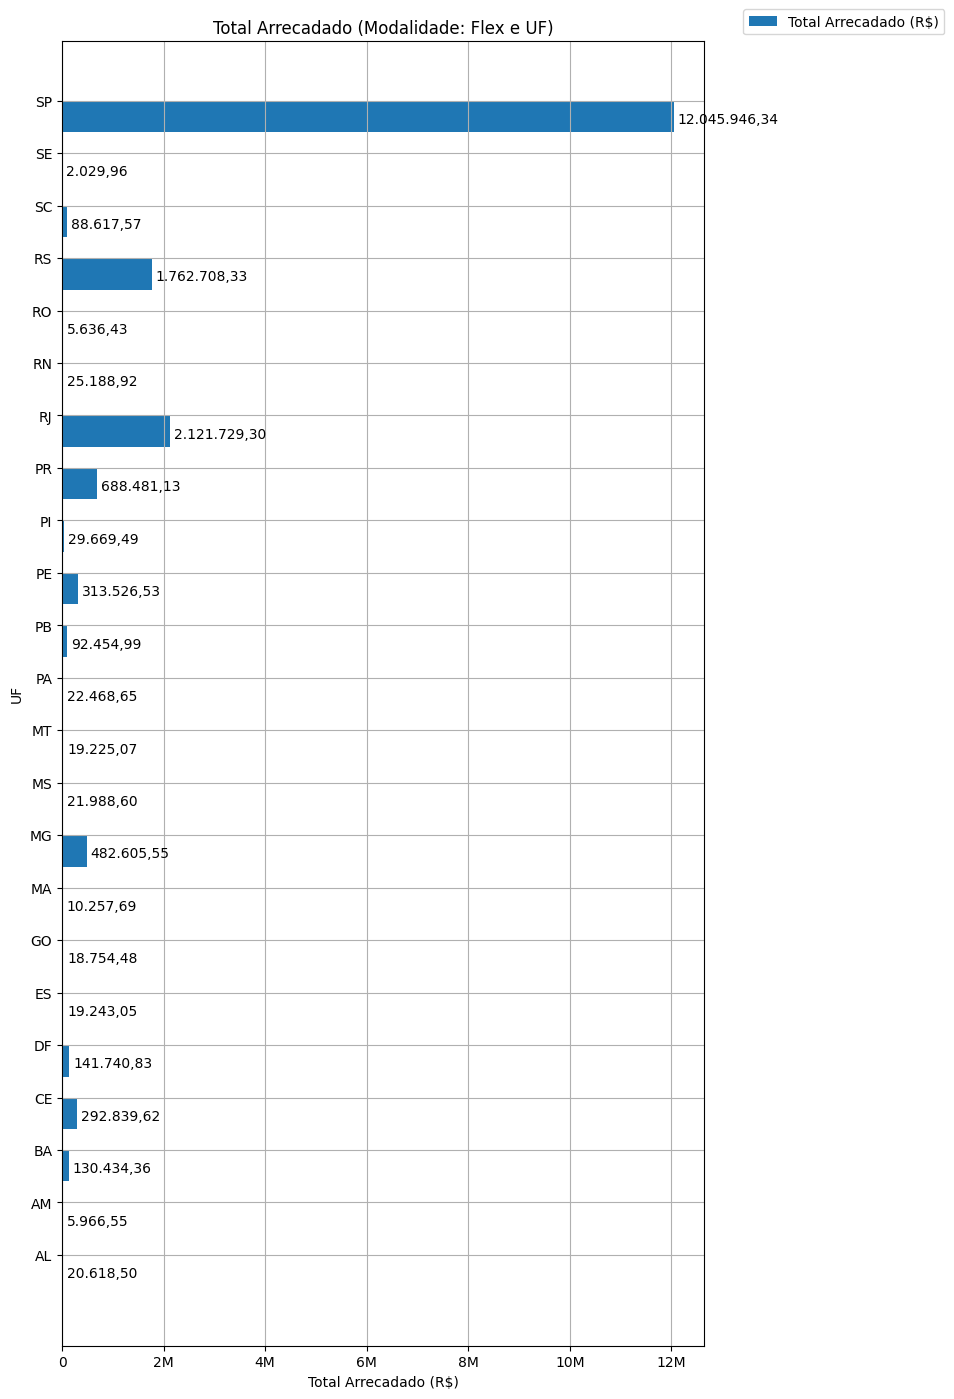 Total Arrecadado (Modalidade: Flex e UF)
Total Arrecadado (R$)
SP
12.045.946,34
SE
2.029,96
SC
88.617,57
RS
1.762.708,33
RO
5.636,43
RN
25.188,92
RJ
2.121.729,30
PR
688.481,13
PI
29.669,49
PE
313.526,53
PB
92.454,99
PA
22.468,65
MT
19.225,07
MS
21.988,60
MG
482.605,55
MA
10.257,69
GO
18.754,48
ES
19.243,05
DF
141.740,83
CE
292.839,62
BA
130.434,36
AM
5.966,55
AL
20.618,50
UF
0 2M 4M 6M 8M 10M 12M
Total Arrecadado (R$)